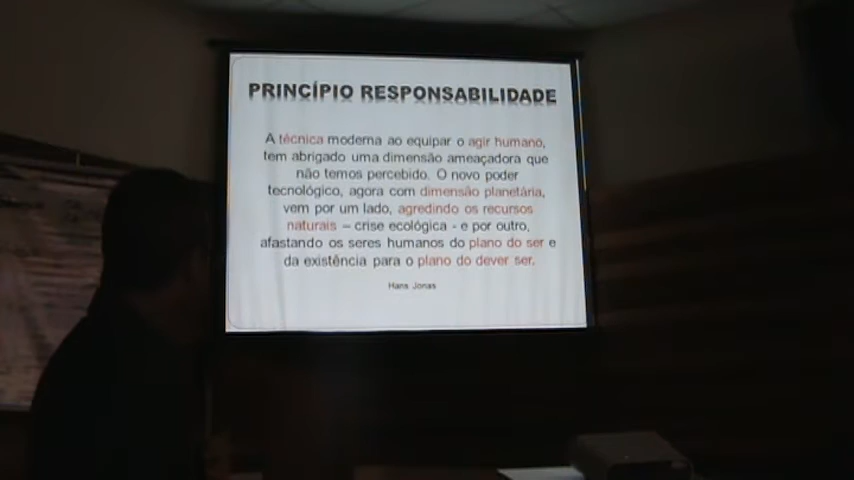 PRINCÍPIO RESPONSABILIDADE
A técnica moderna ao equipar o agir humano,
tem abrigado uma dimensão ameaçadora que
não temos percebido. O novo poder
tecnológico, agora com dimensão planetária,
vem por um lado, agredindo os recursos
naturais – crise ecológica - e por outro,
afastando os seres humanos do plano do ser e
da existência para o plano do dever ser.
Hans Jonas